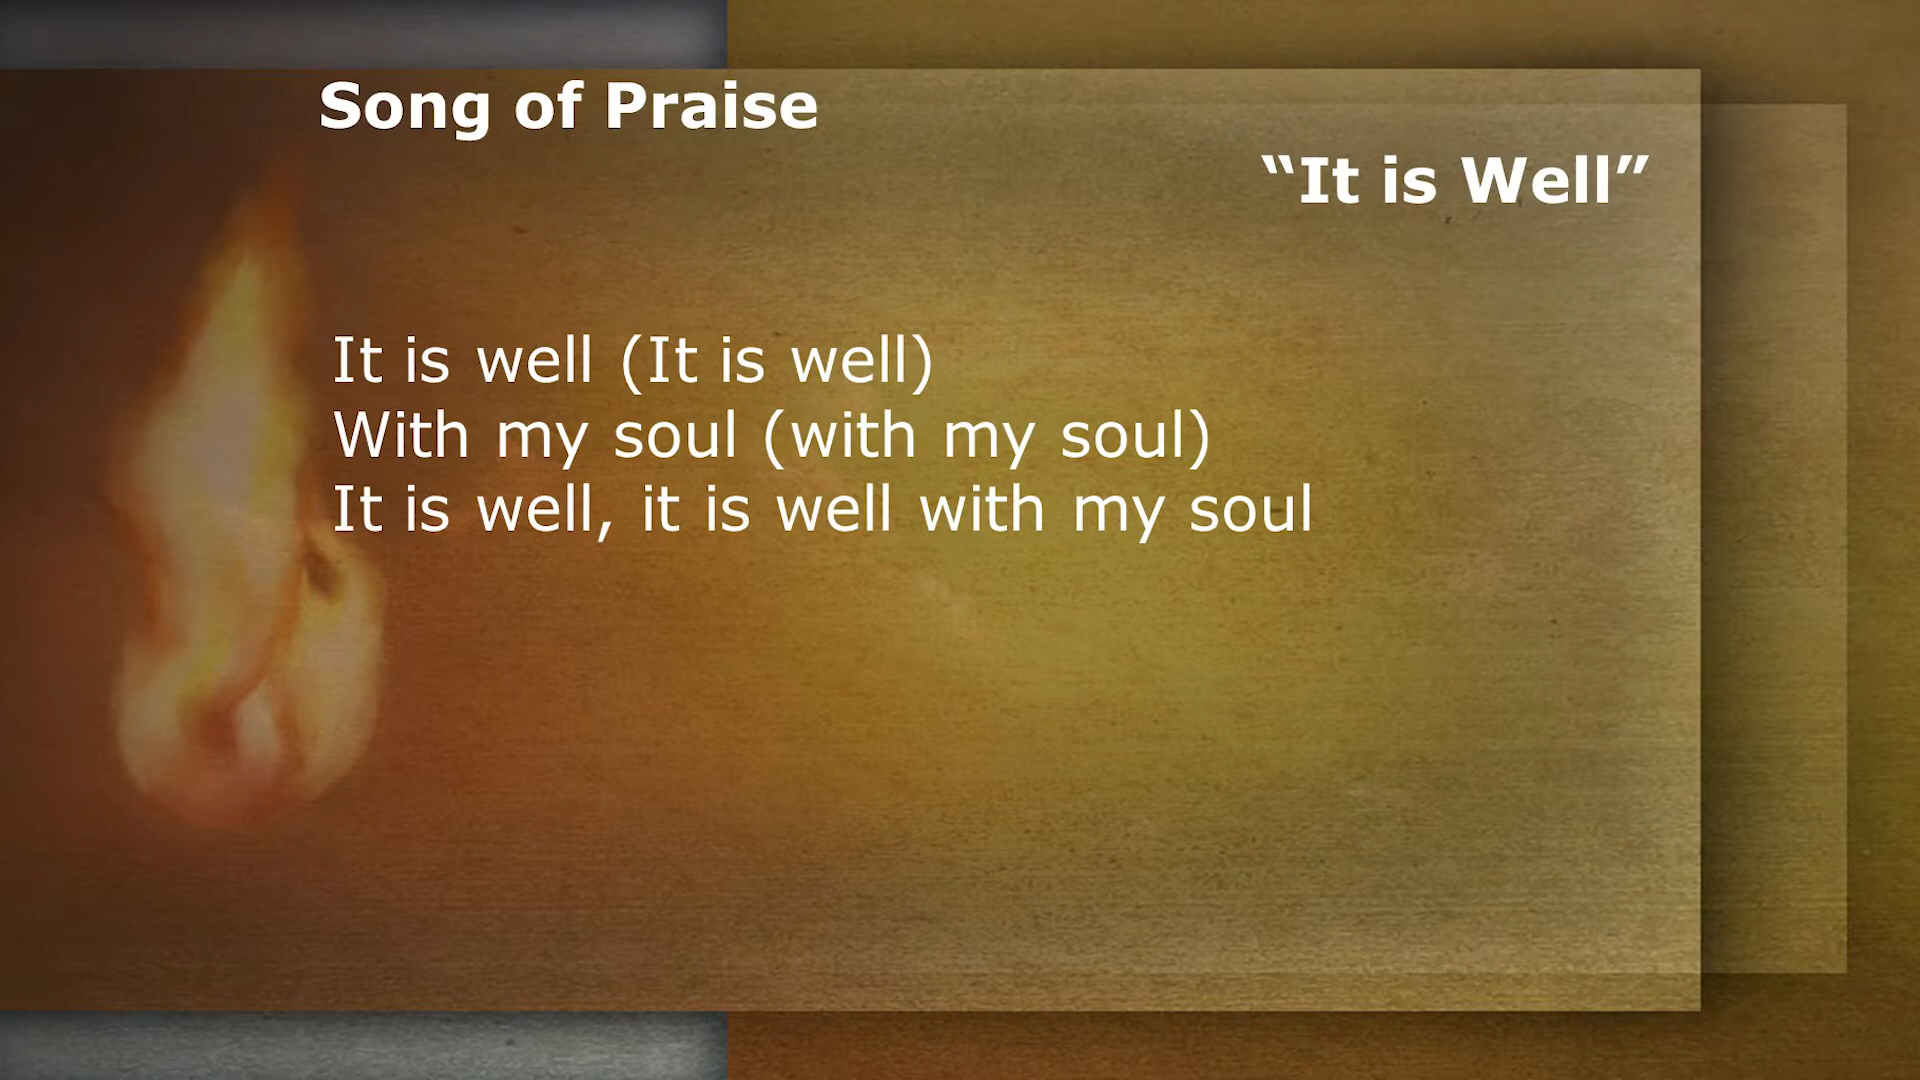 Song of Praise
“It is Well”
It is well (It is well)
With my soul (with my soul)
It is well, it is well with my soul